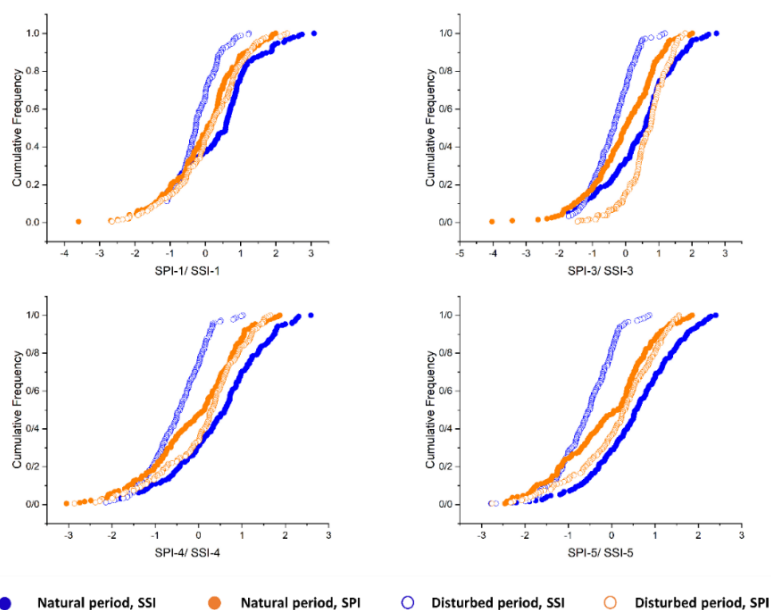 1.0
0.8
0.6
0.4
0.2
0.0
Cumulative Frequency
-4 -3 -2 -1 0 1 2 3
SPI-1/ SSI-1
1.0
0.8
0.6
0.4
0.2
0.0
Cumulative Frequency
-5 -4 -3 -2 -1 0 1 2 3
SPI-3/ SSI-3
1/0
0/8
0/6
0/4
0/2
0/0
Cumulative Frequency
-3 -2 -1 0 1 2 3
SPI-4/ SSI-4
1/0
0/8
0/6
0/4
0/2
0/0
Cumulative Frequency
-3 -2 -1 0 1 2 3
SPI-5/ SSI-5
Natural period, SSI Natural period, SPI Disturbed period, SSI Disturbed period, SPI